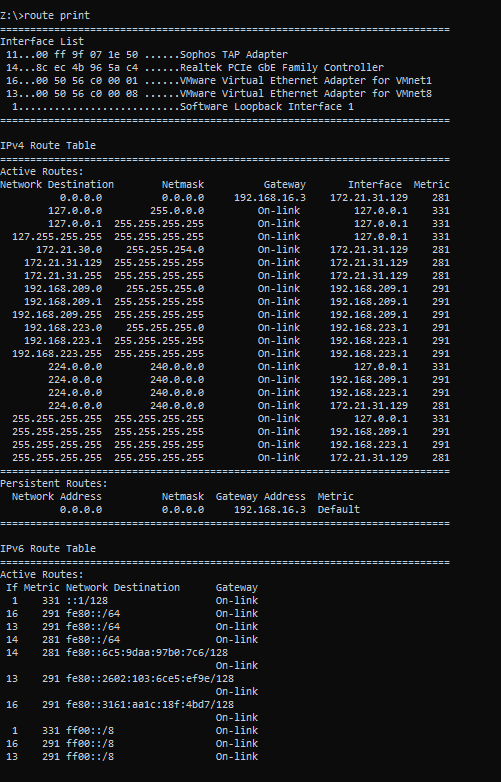 Z:\>route print
===========================================================================
Interface List
 11...00 ff 9f 07 1e 50 ......Sophos TAP Adapter
 14...8c ec 4b 96 5a c4 ......Realtek PCIe GbE Family Controller
 16...00 50 56 c0 00 01 ......VMware Virtual Ethernet Adapter for VMnet1
 13...00 50 56 c0 00 08 ......VMware Virtual Ethernet Adapter for VMnet8
  1...........................Software Loopback Interface 1
===========================================================================

IPv4 Route Table
===========================================================================
Active Routes:
Network Destination        Netmask          Gateway       Interface  Metric
          0.0.0.0          0.0.0.0     192.168.16.3    172.21.31.129    281
        127.0.0.0        255.0.0.0         On-link         127.0.0.1    331
        127.0.0.1  255.255.255.255         On-link         127.0.0.1    331
  127.255.255.255  255.255.255.255         On-link         127.0.0.1    331
      172.21.30.0    255.255.254.0         On-link     172.21.31.129    281
    172.21.31.129  255.255.255.255         On-link     172.21.31.129    281
    172.21.31.255  255.255.255.255         On-link     172.21.31.129    281
    192.168.209.0    255.255.255.0         On-link     192.168.209.1    291
    192.168.209.1  255.255.255.255         On-link     192.168.209.1    291
  192.168.209.255  255.255.255.255         On-link     192.168.209.1    291
    192.168.223.0    255.255.255.0         On-link     192.168.223.1    291
    192.168.223.1  255.255.255.255         On-link     192.168.223.1    291
  192.168.223.255  255.255.255.255         On-link     192.168.223.1    291
        224.0.0.0        240.0.0.0         On-link         127.0.0.1    331
        224.0.0.0        240.0.0.0         On-link     192.168.209.1    291
        224.0.0.0        240.0.0.0         On-link     192.168.223.1    291
        224.0.0.0        240.0.0.0         On-link     172.21.31.129    281
  255.255.255.255  255.255.255.255         On-link         127.0.0.1    331
  255.255.255.255  255.255.255.255         On-link     192.168.209.1    291
  255.255.255.255  255.255.255.255         On-link     192.168.223.1    291
  255.255.255.255  255.255.255.255         On-link     172.21.31.129    281
===========================================================================
Persistent Routes:
  Network Address          Netmask  Gateway Address  Metric
          0.0.0.0          0.0.0.0     192.168.16.3  Default
===========================================================================

IPv6 Route Table
===========================================================================
Active Routes:
 If Metric Network Destination      Gateway
  1    331 ::1/128                  On-link
 16    291 fe80::/64                On-link
 13    291 fe80::/64                On-link
 14    281 fe80::/64                On-link
 14    281 fe80::6c5:9daa:97b0:7c6/128
                                    On-link
 13    291 fe80::2602:103:6ce5:ef9e/128
                                    On-link
 16    291 fe80::3161:aa1c:18f:4bd7/128
                                    On-link
  1    331 ff00::/8                 On-link
 16    291 ff00::/8                 On-link
 13    291 ff00::/8                 On-link